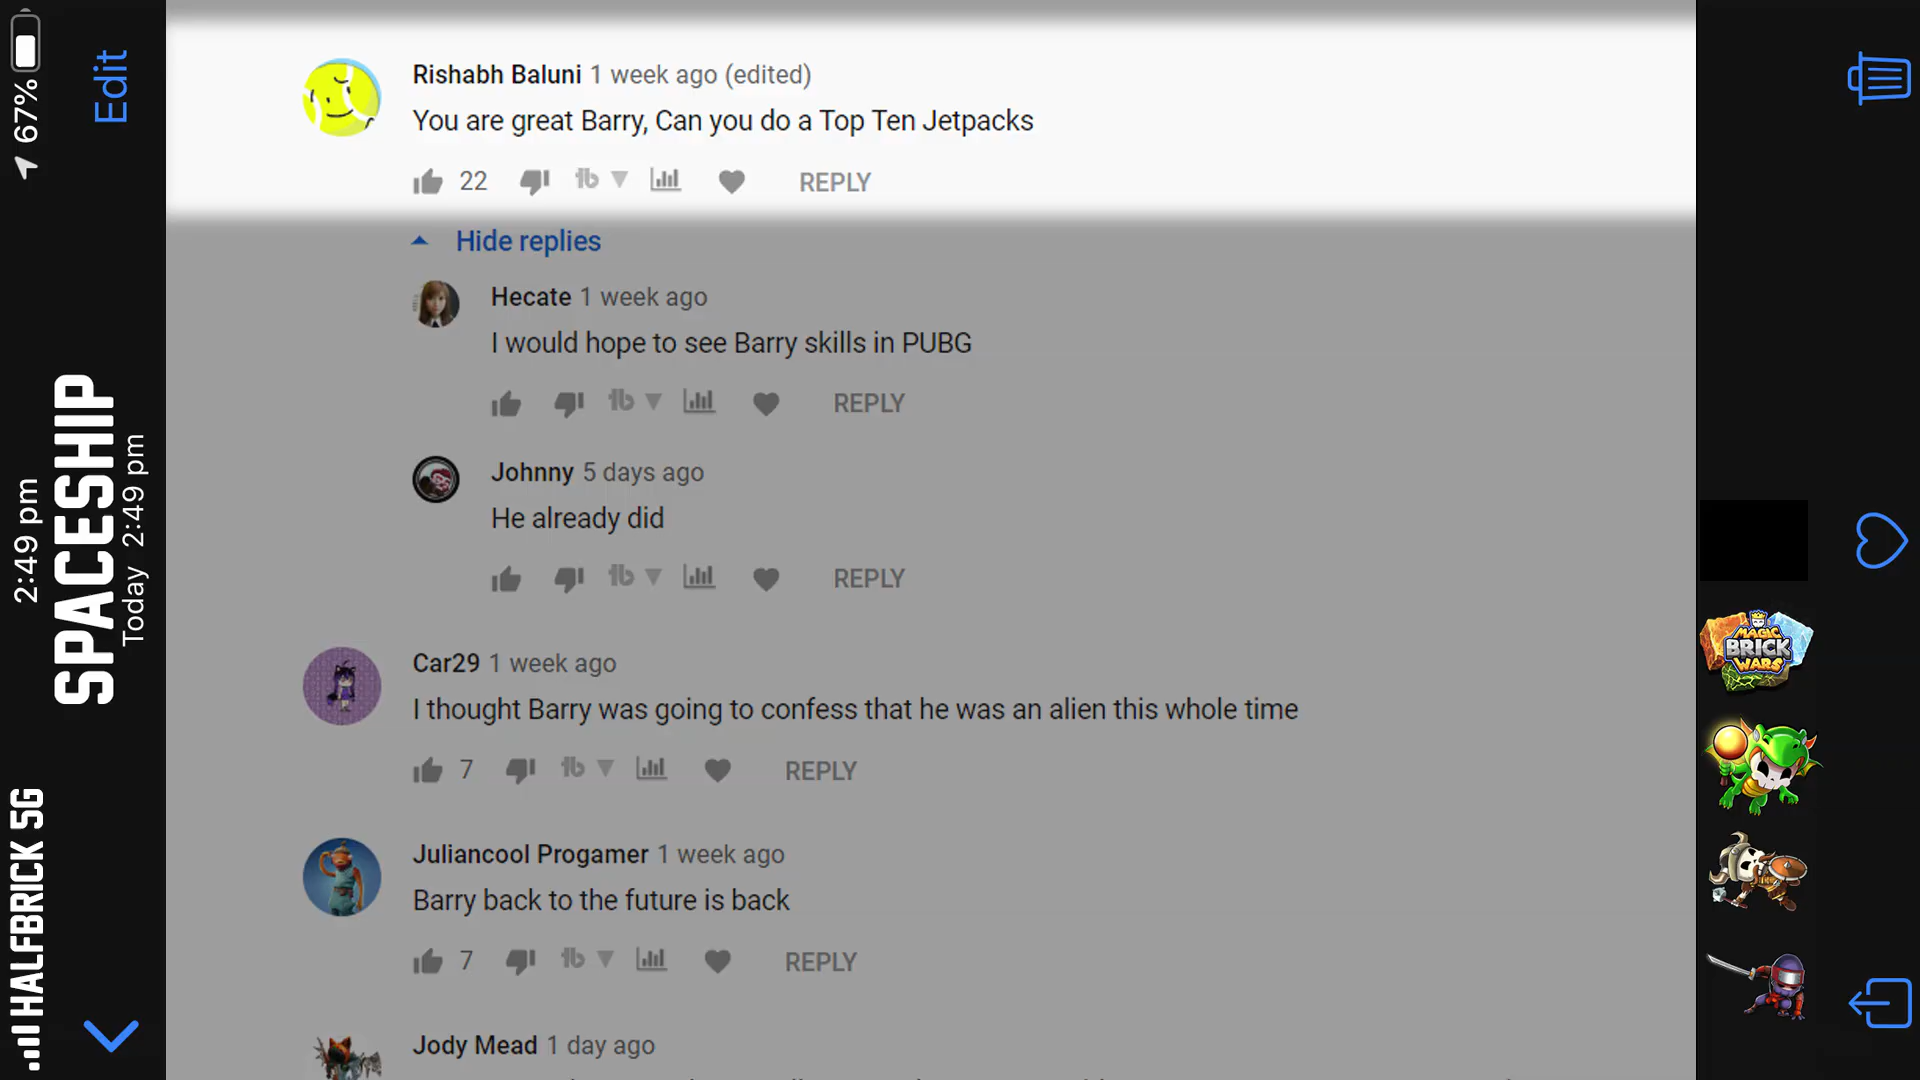 67%
Edit
2:49 pm
SPACESHIP
Today 2:49 pm
HALFBRICK 5G
Rishabh Baluni 1 week ago (edited)
You are great Barry, Can you do a Top Ten Jetpacks
22 REPLY
Hide replies
Hecate 1 week ago
I would hope to see Barry skills in PUBG
REPLY
Johnny 5 days ago
He already did
REPLY
Car29 1 week ago
I thought Barry was going to confess that he was an alien this whole time
7 REPLY
Juliancool Progamer 1 week ago
Barry back to the future is back
7 REPLY
Jody Mead 1 day ago
MAGIC
BRICK
WARS